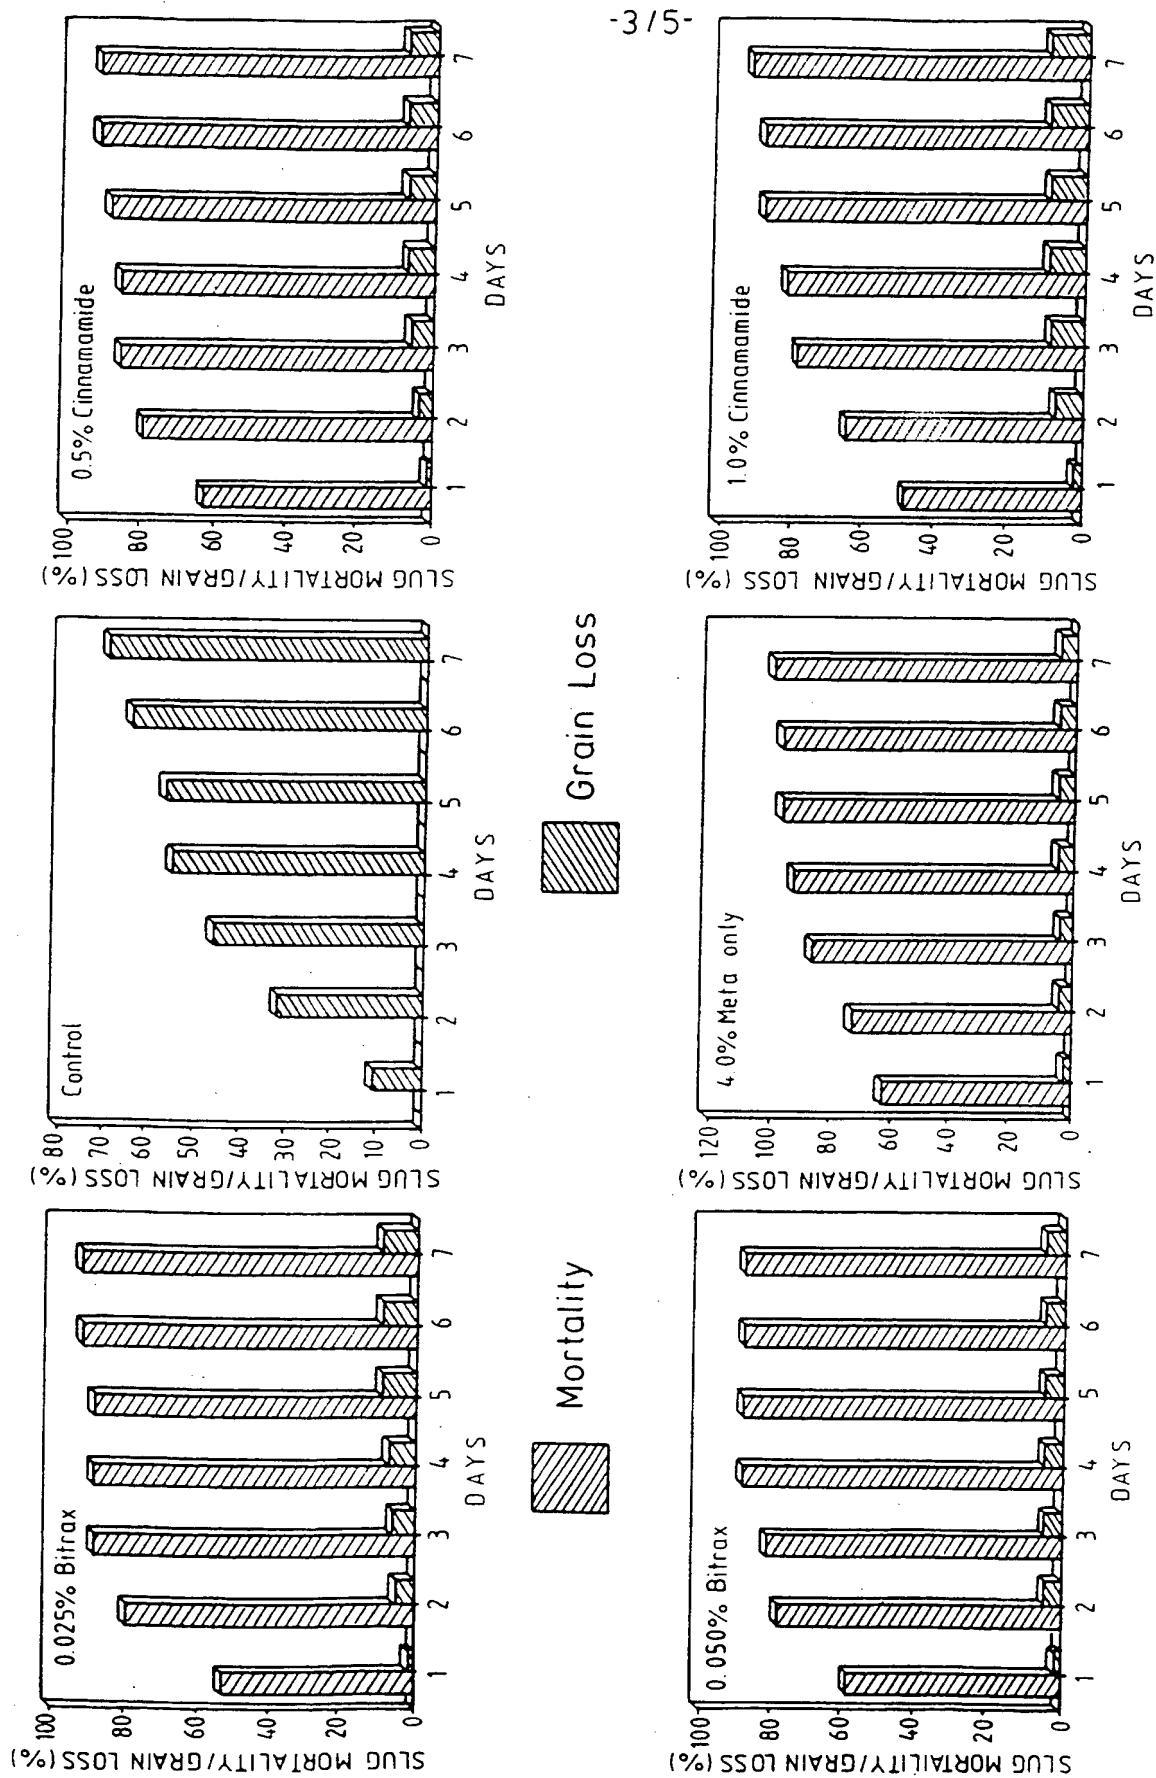 -3/5-
0.025% Bitrax
SLUG MORTALITY/GRAIN LOSS (%)
100
80
60
40
20
0
1 2 3 4 5 6 7
DAYS
Control
SLUG MORTALITY/GRAIN LOSS (%)
80
70
60
50
40
30
20
10
0
1 2 3 4 5 6 7
DAYS
0.5% Cinnamamide
SLUG MORTALITY/GRAIN LOSS (%)
100
80
60
40
20
0
1 2 3 4 5 6 7
DAYS
Mortality
Grain Loss
0.050% Bitrax
SLUG MORTAILITY/GRAIN LOSS (%)
100
80
60
40
20
0
1 2 3 4 5 6 7
DAYS
4.0% Meta only
SLUG MORTALITY/GRAIN LOSS (%)
120
100
80
60
40
20
0
1 2 3 4 5 6 7
DAYS
1.0% Cinnamamide
SLUG MORTALITY/GRAIN LOSS (%)
100
80
60
40
20
0
1 2 3 4 5 6 7
DAYS